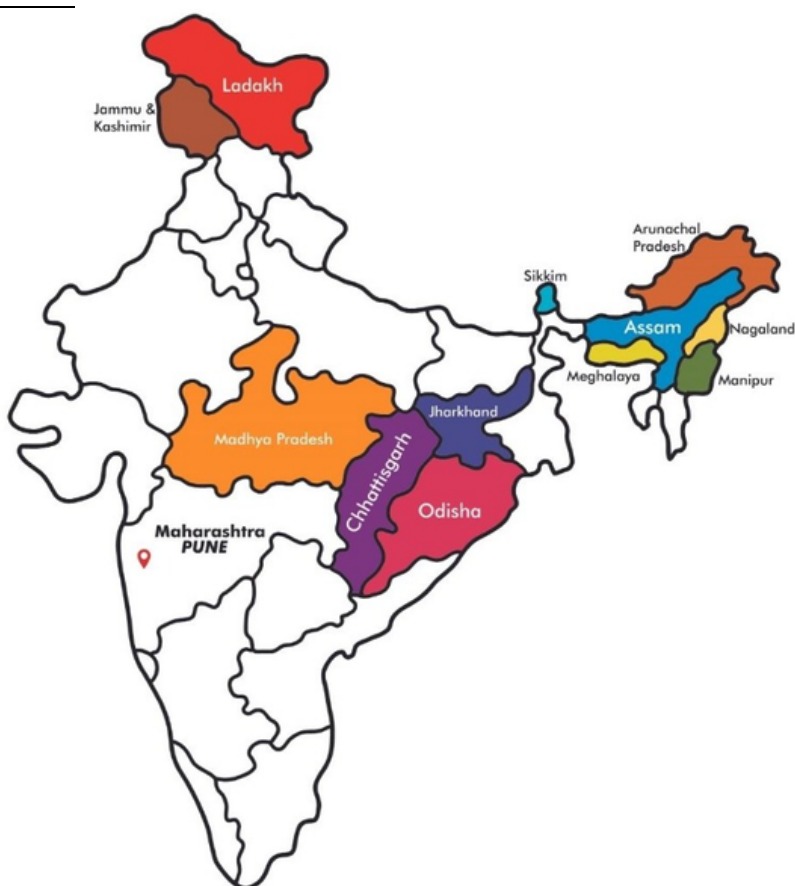 Ladakh
Jammu &
Kashimir
Arunachal
Pradesh
Sikkim
Assam
Nagaland
Meghalaya
Manipur
Jharkhand
Madhya Pradesh
Chhattisgarh
Odisha
Maharashtra
PUNE